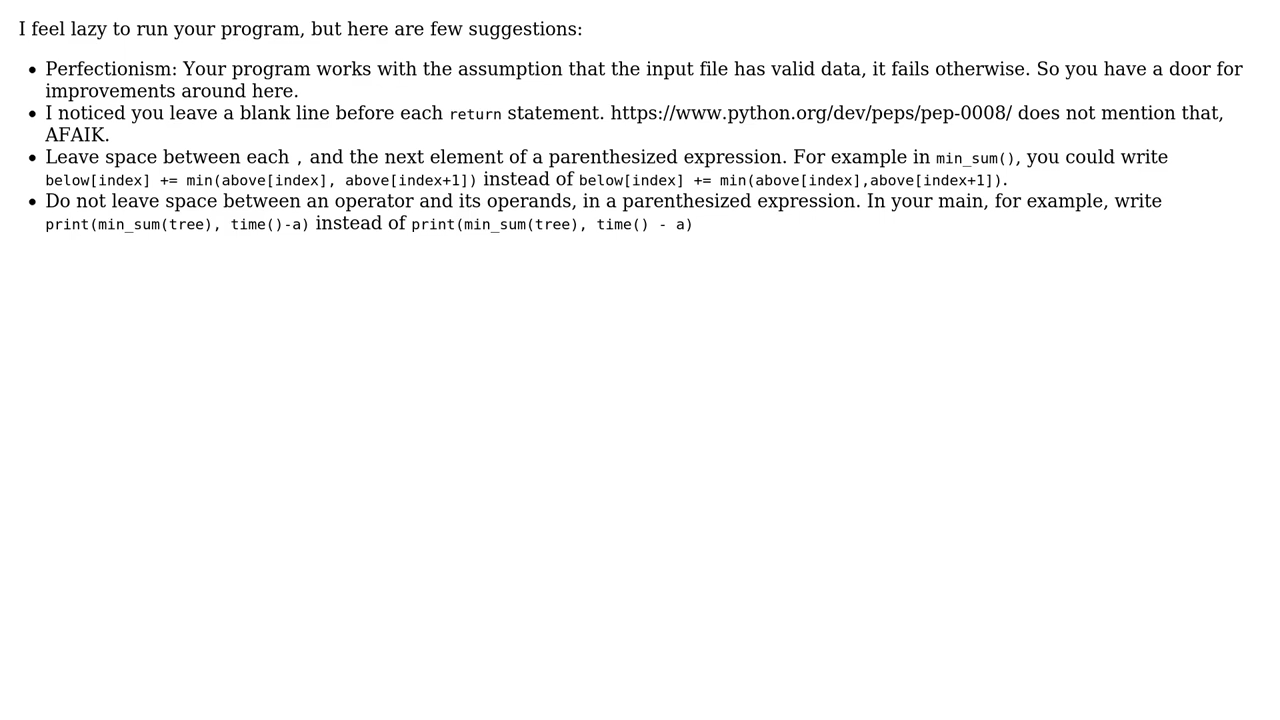 I feel lazy to run your program, but here are few suggestions:
• Perfectionism: Your program works with the assumption that the input file has valid data, it fails otherwise. So you have a door for
improvements around here.
• I noticed you leave a blank line before each return statement. https://www.python.org/dev/peps/pep-0008/ does not mention that,
AFAIK.
• Leave space between each , and the next element of a parenthesized expression. For example in min_sum(), you could write
below[index] += min(above[index], above[index+1]) instead of below[index] += min(above[index],above[index+1]).
• Do not leave space between an operator and its operands, in a parenthesized expression. In your main, for example, write
print(min_sum(tree), time()-a) instead of print(min_sum(tree), time() - a)